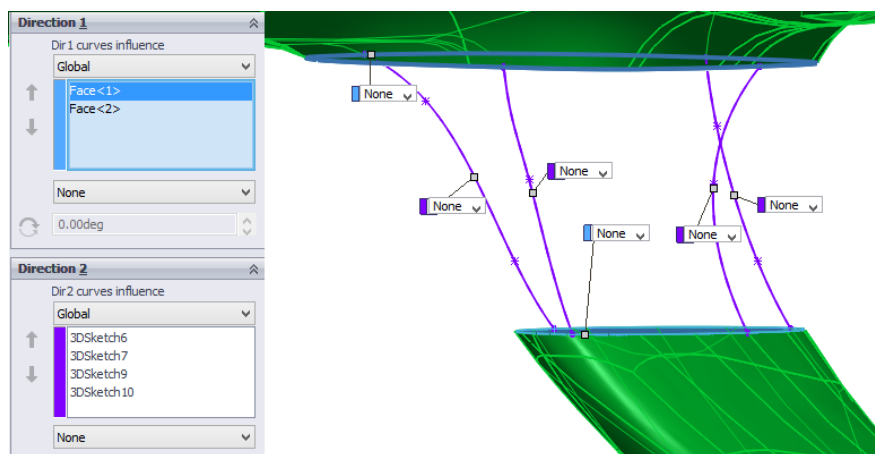 Direction 1
Dir1 curves influence
Global
Face<1>
Face<2>
None
0.00deg
Direction 2
Dir2 curves influence
Global
3DSketch6
3DSketch7
3DSketch9
3DSketch10
None
None
None
None
None
None
None